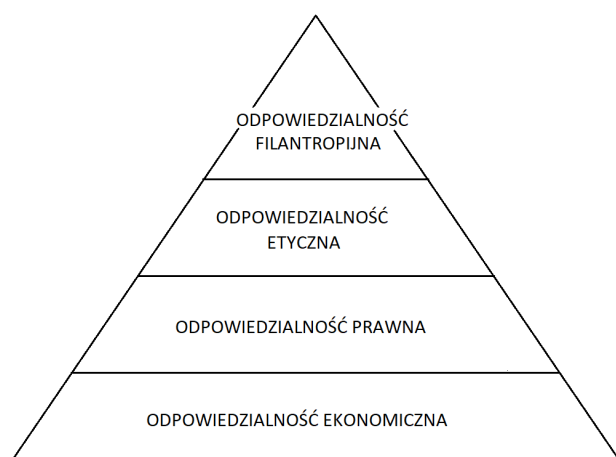 ODPOWIEDZIALNOŚĆ
FILANTROPIJNA
ODPOWIEDZIALNOŚĆ
ETYCZNA
ODPOWIEDZIALNOŚĆ PRAWNA
ODPOWIEDZIALNOŚĆ EKONOMICZNA